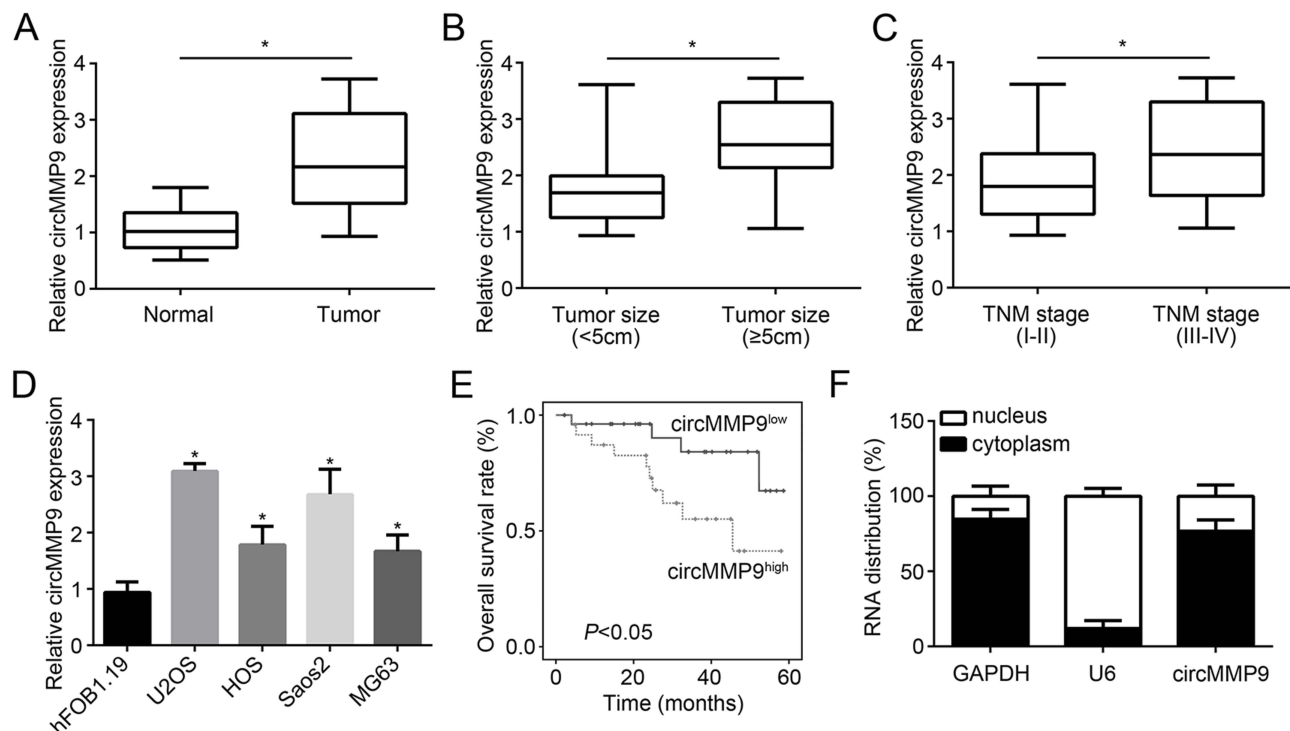 A
Relative circMMP9 expression
4
3
2
1
0
*
Normal
Tumor
B
Relative circMMP9 expression
4
3
2
1
0
*
Tumor size
(<5cm)
Tumor size
(≥5cm)
C
Relative circMMP9 expression
4
3
2
1
0
*
TNM stage
(I-II)
TNM stage
(III-IV)
D
Relative circMMP9 expression
4
3
2
1
0
*
*
*
*
hFOB1.19
U2OS
HOS
Saos2
MG63
E
Overall survival rate (%)
1.0
0.5
0.0
circMMP9low
circMMP9high
P<0.05
0
20
40
60
Time (months)
F
RNA distribution (%)
150
100
50
0
nucleus
cytoplasm
GAPDH
U6
circMMP9